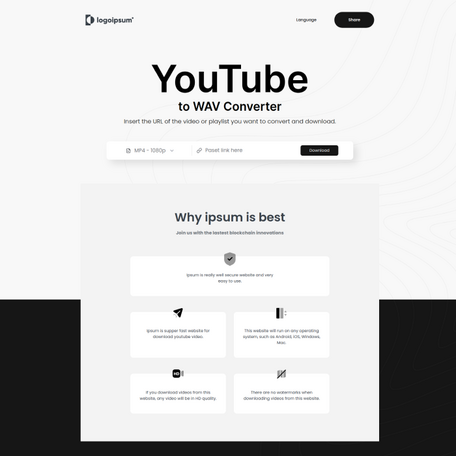 logoipsum
Language
Share
YouTube
to WAV Converter
Insert the URL of the video or playlist you want to convert and download.
MP4 - 1080p
Paset link here
Download
Why ipsum is best
Join us with the lastest blockchain innovations
Ipsum is really well secure website and very
easy to use.
Ipsum is supper fast website for
download youtube video.
This website will run on any operating
system, such as Android, iOS, Windows,
Mac.
HD
If you download videos from this
website, any video will be in HD quality.
There are no watermarks when
downloading videos from this website.